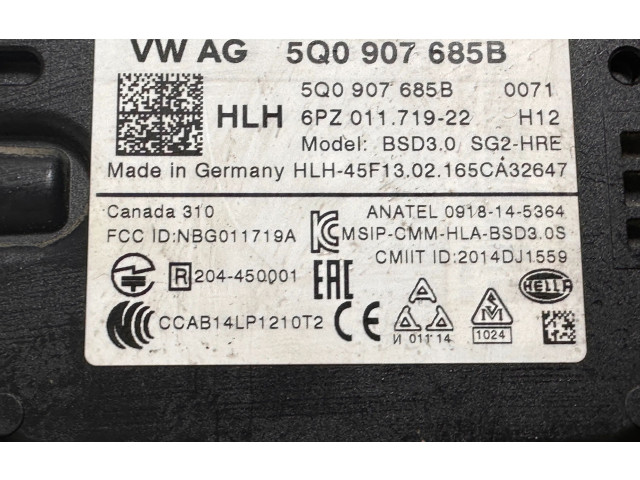 VW AG 5Q0 907 685B
5Q0 907 685B 0071
HLH 6PZ 011.719-22 H12
Model: BSD3.0 SG2-HRE
Made in Germany HLH-45F13.02.165CA32647
Canada 310 ANATEL 0918-14-5364
FCC ID:NBG011719A MSIP-CMM-HLA-BSD3.0S
CMIIT ID:2014DJ1559
R 204-450001 EAC HELLA
CCAB14LP1210T2 CE
И 011 14 1024